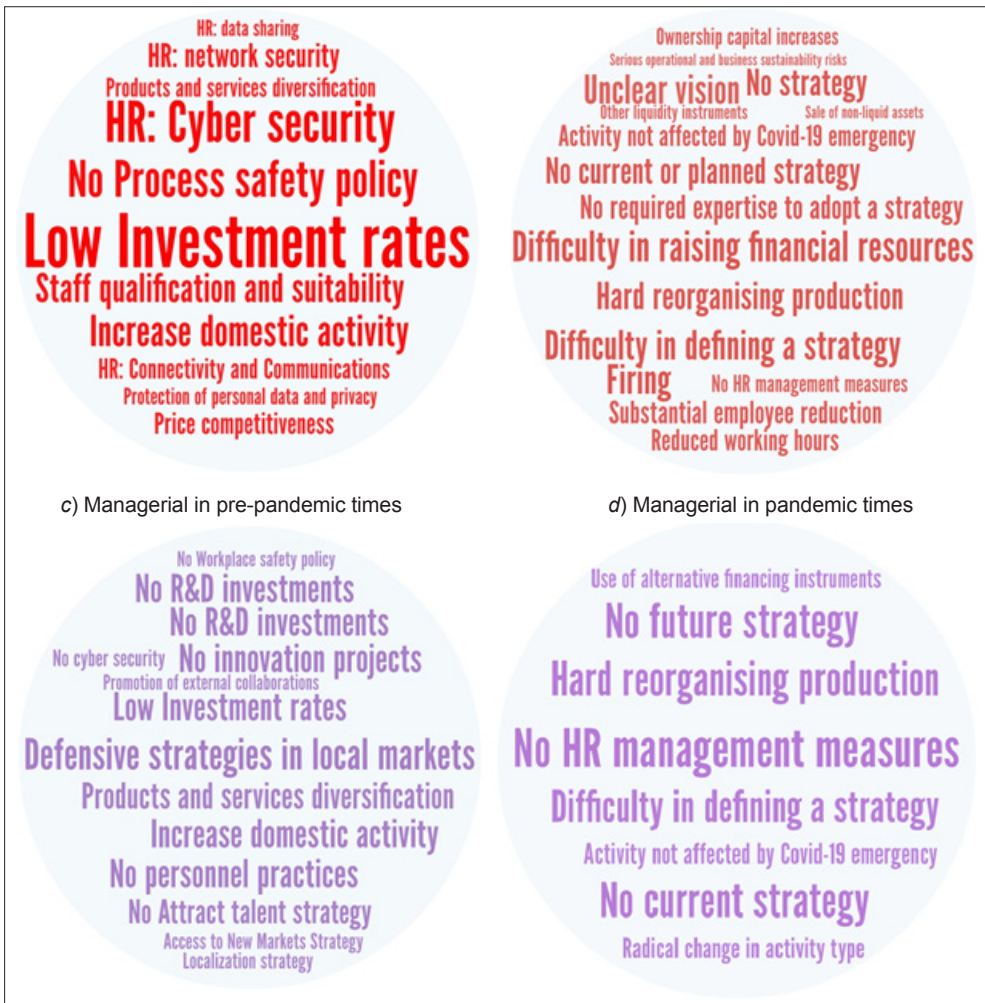 HR: data sharing
HR: network security
Products and services diversification
HR: Cyber security
No Process safety policy
Low Investment rates
Staff qualification and suitability
Increase domestic activity
HR: Connectivity and Communications
Protection of personal data and privacy
Price competitiveness
Ownership capital increases
Serious operational and business sustainability risks
Unclear vision No strategy
Other liquidity instruments Sale of non-liquid assets
Activity not affected by Covid-19 emergency
No current or planned strategy
No required expertise to adopt a strategy
Difficulty in raising financial resources
Hard reorganising production
Difficulty in defining a strategy
Firing No HR management measures
Substantial employee reduction
Reduced working hours
c) Managerial in pre-pandemic times
No Workplace safety policy
No R&D investments
No R&D investments
No cyber security No innovation projects
Promotion of external collaborations
Low Investment rates
Defensive strategies in local markets
Products and services diversification
Increase domestic activity
No personnel practices
No Attract talent strategy
Access to New Markets Strategy
Localization strategy
d) Managerial in pandemic times
Use of alternative financing instruments
No future strategy
Hard reorganising production
No HR management measures
Difficulty in defining a strategy
Activity not affected by Covid-19 emergency
No current strategy
Radical change in activity type